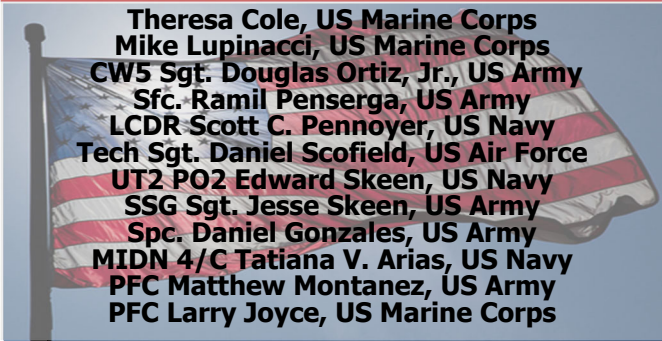 Theresa Cole, US Marine Corps
Mike Lupinacci, US Marine Corps
CW5 Sgt. Douglas Ortiz, Jr., US Army
Sfc. Ramil Penserga, US Army
LCDR Scott C. Pennoyer, US Navy
Tech Sgt. Daniel Scofield, US Air Force
UT2 PO2 Edward Skeen, US Navy
SSG Sgt. Jesse Skeen, US Army
Spc. Daniel Gonzales, US Army
MIDN 4/C Tatiana V. Arias, US Navy
PFC Matthew Montanez, US Army
PFC Larry Joyce, US Marine Corps